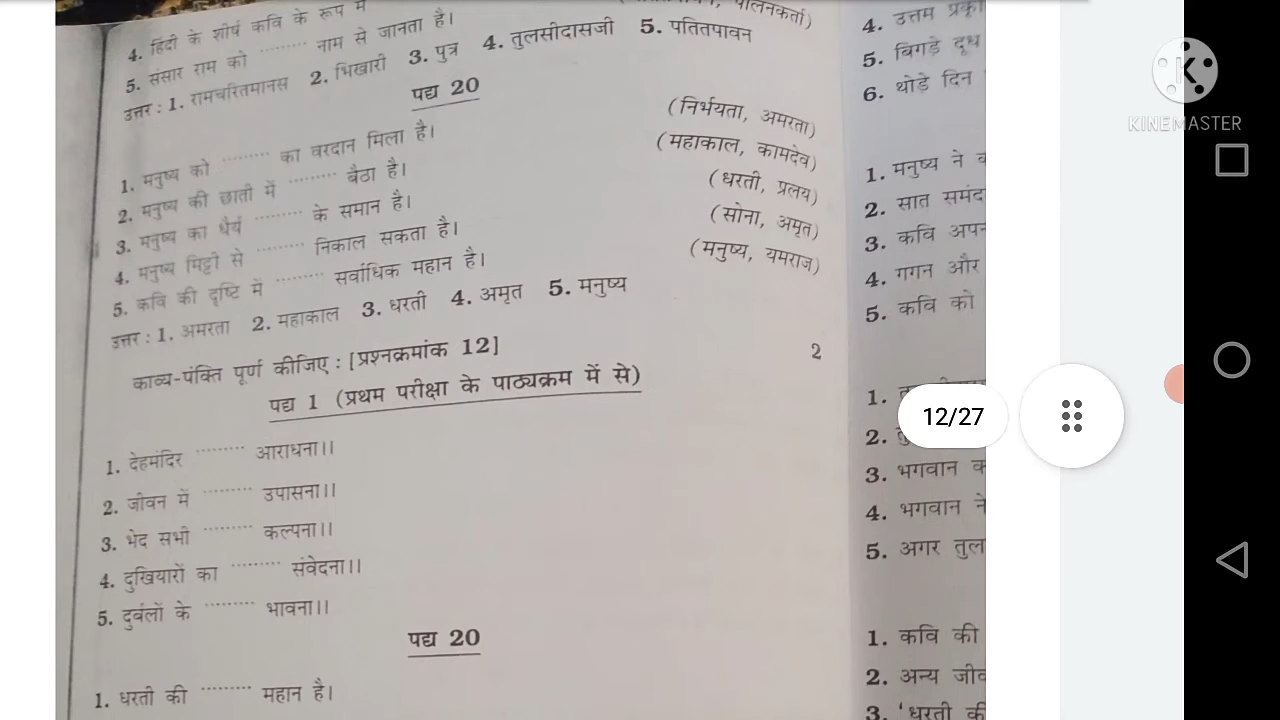 4. हिंदी के शीर्ष कवि के रूप में
5. संसार राम को ......... नाम से जानता है। पालनकर्ता)
उत्तर : 1. रामचरितमानस 2. भिखारी 3. पुत्र 4. तुलसीदासजी 5. पतितपावन
पद्य 20
1. मनुष्य को ......... का वरदान मिला है। (निर्भयता, अमरता)
2. मनुष्य की छाती में ......... बैठा है। (महाकाल, कामदेव)
3. मनुष्य का धैर्य ......... के समान है। (धरती, प्रलय)
4. मनुष्य मिट्टी से ......... निकाल सकता है। (सोना, अमृत)
5. कवि की दृष्टि में ......... सर्वाधिक महान है। (मनुष्य, यमराज)
उत्तर : 1. अमरता 2. महाकाल 3. धरती 4. अमृत 5. मनुष्य
काव्य-पंक्ति पूर्ण कीजिए : [प्रश्नक्रमांक 12] 2
पद्य 1 (प्रथम परीक्षा के पाठ्यक्रम में से)
1. देहमंदिर ......... आराधना।।
2. जीवन में ......... उपासना।।
3. भेद सभी ......... कल्पना।।
4. दुखियारों का ......... संवेदना।।
5. दुर्बलों के ......... भावना।।
पद्य 20
1. धरती की ......... महान है।
4. उत्तम
5. बिगड़े दूध
6. थोड़े दिन
1. मनुष्य ने
2. सात
3. कवि
4. गगन और
5. कवि को
1.
2.
3. भगवान
4. भगवान ने
5. अगर
1. कवि की
2. अन्य
3. 'धरती
KINEMASTER
12/27